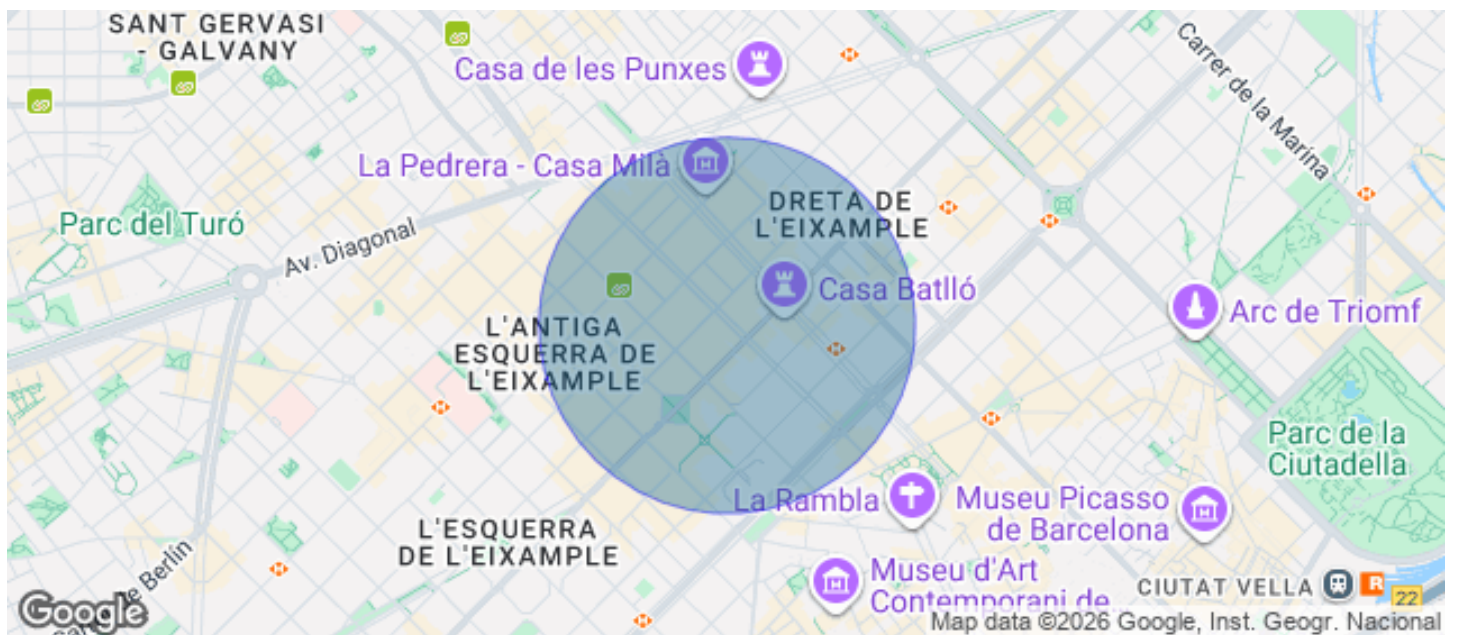 SANT GERVASI
- GALVANY
Casa de les Punxes
Carrer de la Marina
La Pedrera - Casa Milà
DRETA DE
L'EIXAMPLE
Parc del Turó
Av. Diagonal
Casa Batlló
Arc de Triomf
L'ANTIGA
ESQUERRA DE
L'EIXAMPLE
Parc de la
Ciutadella
La Rambla
Museu Picasso
de Barcelona
L'ESQUERRA
DE L'EIXAMPLE
de Berlín
Museu d'Art
Contemporani de...
CIUTAT VELLA
R
22
Google
Map data ©2026 Google, Inst. Geogr. Nacional